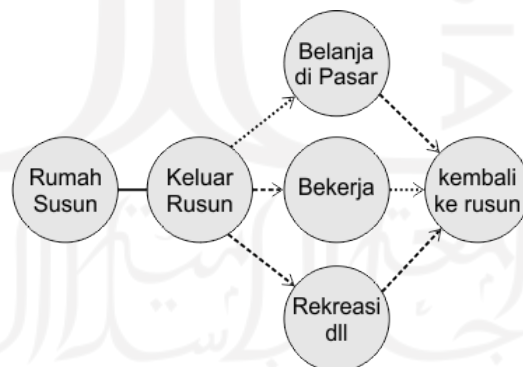 Belanja
di Pasar
Rumah
Susun
Keluar
Rusun
Bekerja
kembali
ke rusun
Rekreasi
dll